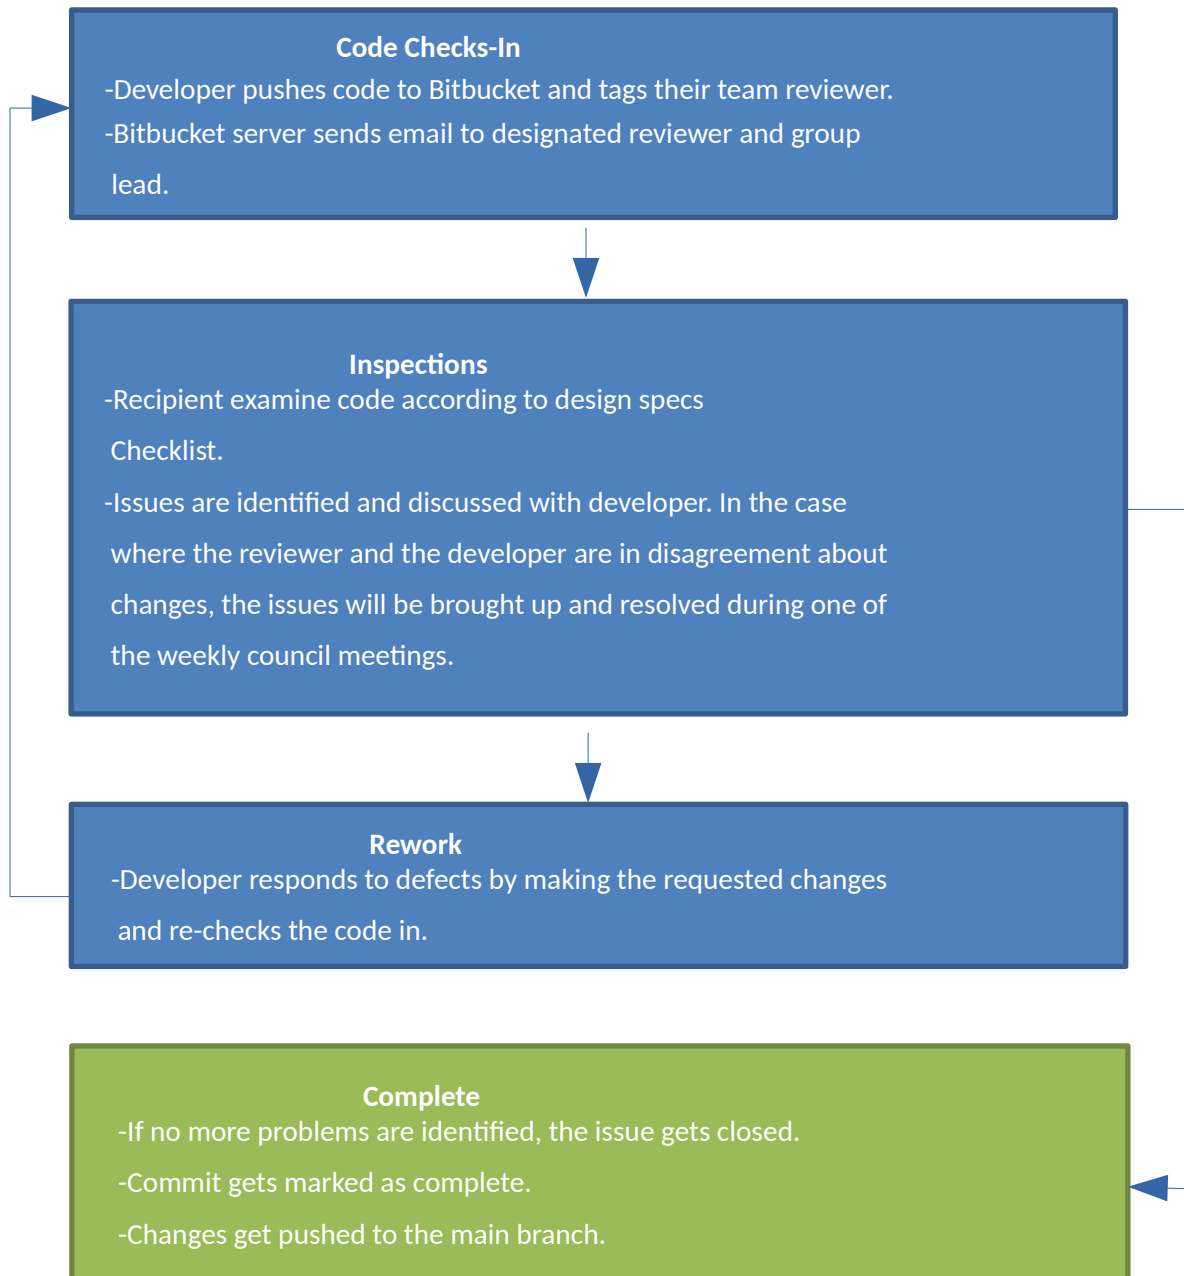 Code Checks-In
-Developer pushes code to Bitbucket and tags their team reviewer.
-Bitbucket server sends email to designated reviewer and group
lead.
Inspections
-Recipient examine code according to design specs
Checklist.
-Issues are identified and discussed with developer. In the case
where the reviewer and the developer are in disagreement about
changes, the issues will be brought up and resolved during one of
the weekly council meetings.
Rework
-Developer responds to defects by making the requested changes
and re-checks the code in.
Complete
-If no more problems are identified, the issue gets closed.
-Commit gets marked as complete.
-Changes get pushed to the main branch.